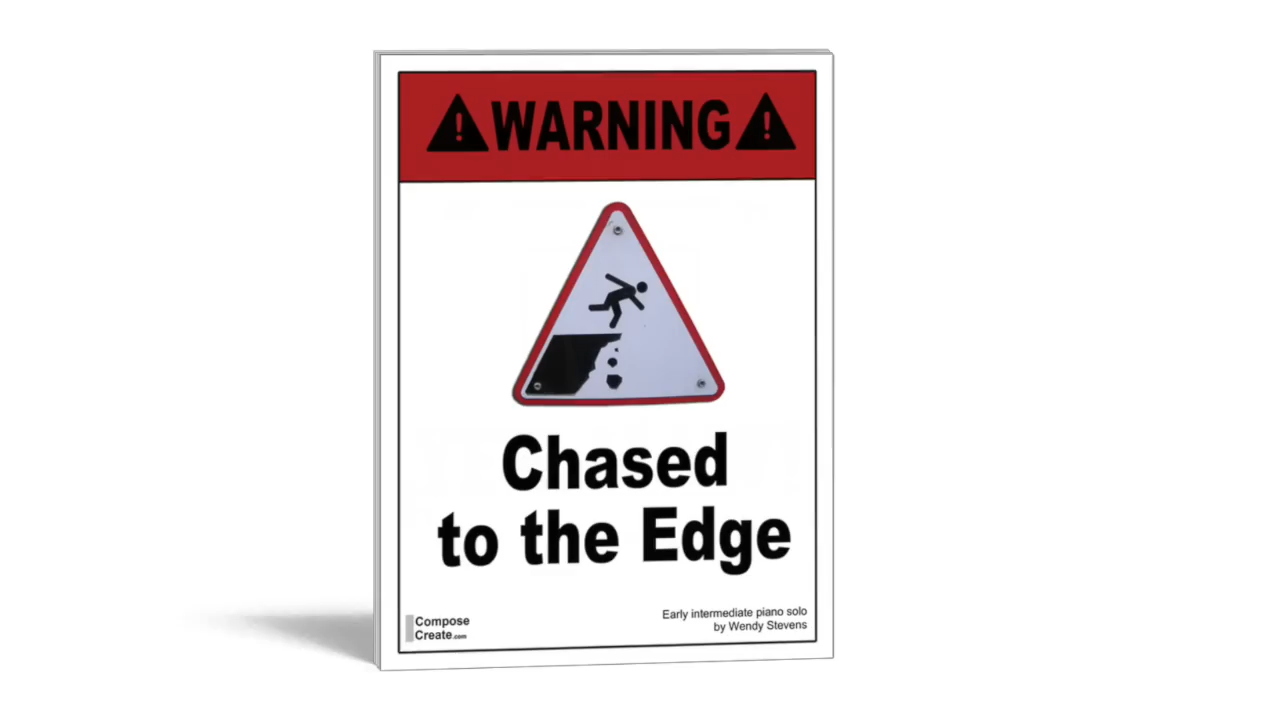 WARNING
Chased
to the Edge
Compose
Create.com
Early intermediate piano solo
by Wendy Stevens